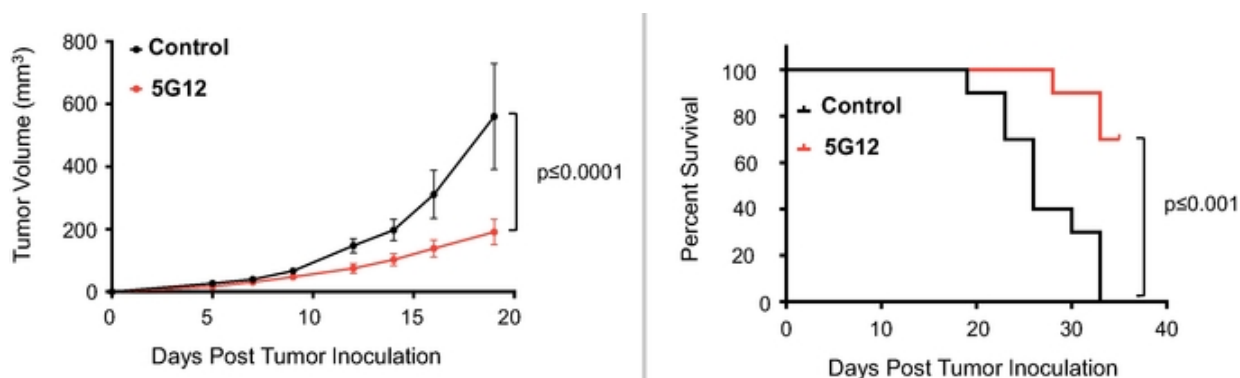 Tumor Volume (mm³)
800
600
400
200
0
Control
5G12
p≤0.0001
0 5 10 15 20
Days Post Tumor Inoculation
Percent Survival
100
80
60
40
20
0
Control
5G12
p≤0.001
0 10 20 30 40
Days Post Tumor Inoculation